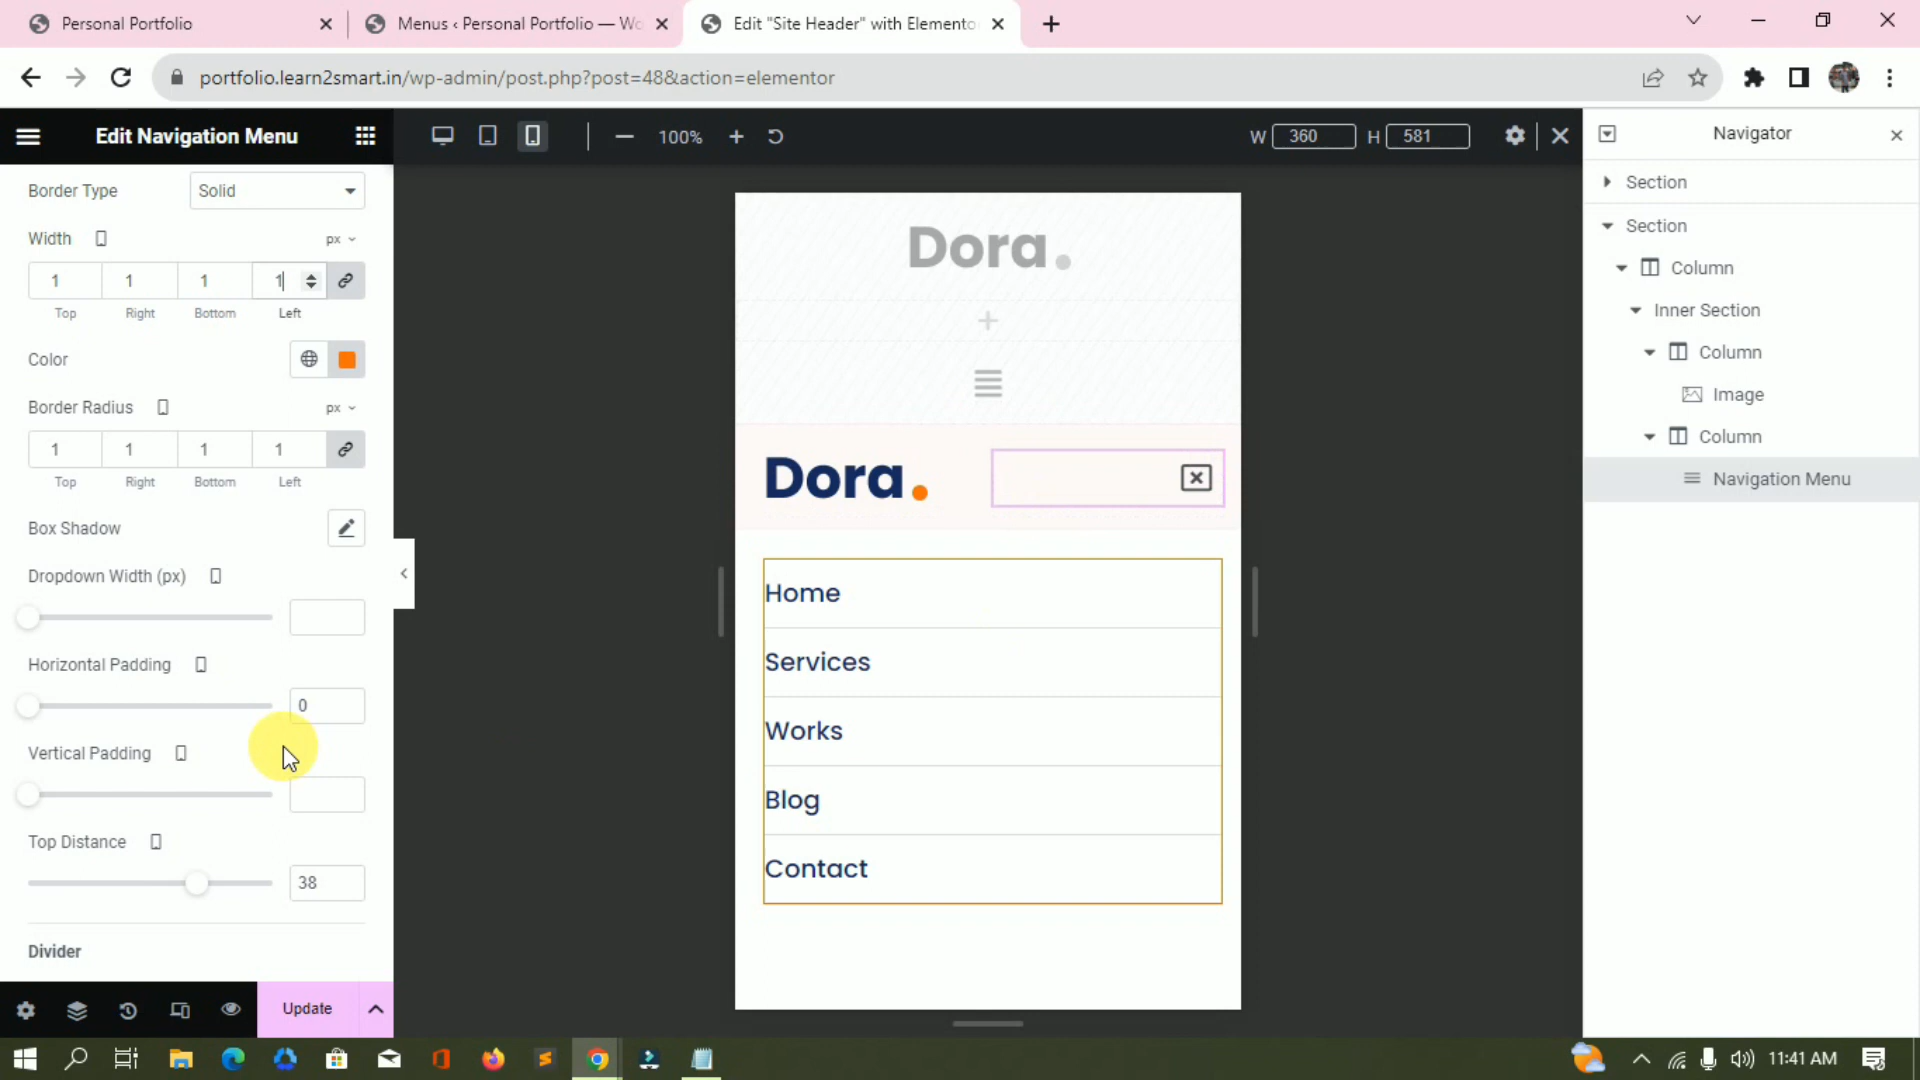 Personal Portfolio
Menus ‹ Personal Portfolio — Wo
Edit "Site Header" with Elemento
portfolio.learn2smart.in/wp-admin/post.php?post=48&action=elementor
Edit Navigation Menu
100%
W 360 H 581
Navigator
Border Type Solid
Width px
1 1 1 1
Top Right Bottom Left
Color
Border Radius px
1 1 1 1
Top Right Bottom Left
Box Shadow
Dropdown Width (px)
Horizontal Padding
0
Vertical Padding
Top Distance
38
Divider
Update
Dora.
Dora.
Home
Services
Works
Blog
Contact
Section
Section
Column
Inner Section
Column
Image
Column
Navigation Menu
11:41 AM